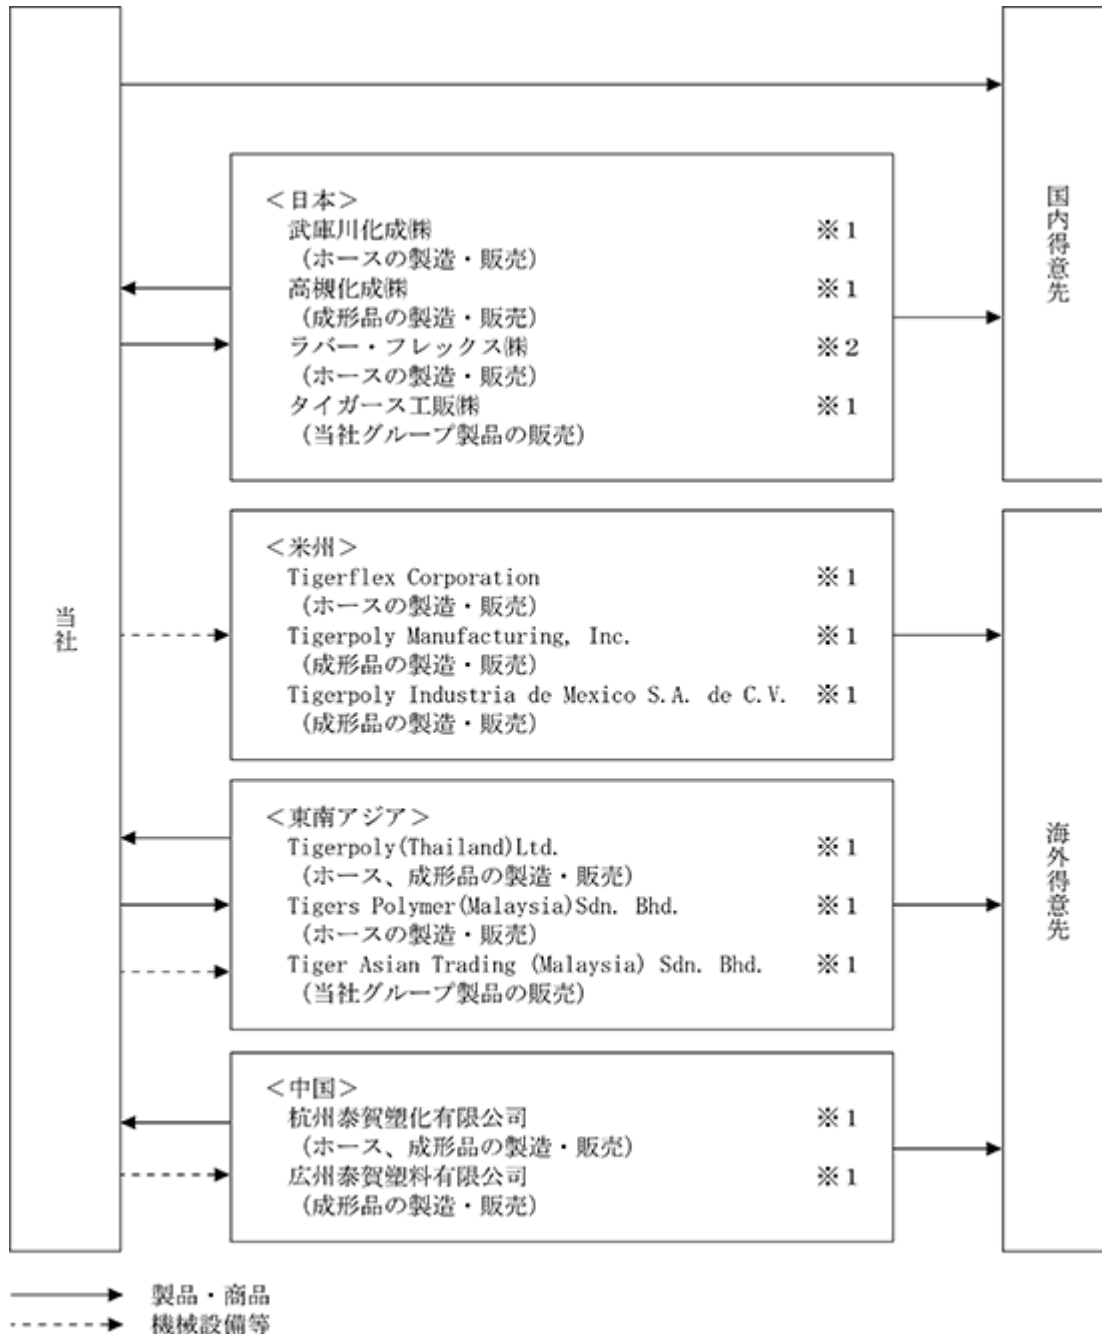 当社
＜日本＞
武庫川化成㈱ ※１
（ホースの製造・販売）
高槻化成㈱ ※１
（成形品の製造・販売）
ラバー・フレックス㈱ ※２
（ホースの製造・販売）
タイガース工販㈱ ※１
（当社グループ製品の販売）
国内得意先
＜米州＞
Tigerflex Corporation ※１
（ホースの製造・販売）
Tigerpoly Manufacturing, Inc. ※１
（成形品の製造・販売）
Tigerpoly Industria de Mexico S.A. de C.V. ※１
（成形品の製造・販売）
＜東南アジア＞
Tigerpoly(Thailand)Ltd. ※１
（ホース、成形品の製造・販売）
Tigers Polymer(Malaysia)Sdn. Bhd. ※１
（ホースの製造・販売）
Tiger Asian Trading (Malaysia) Sdn. Bhd. ※１
（当社グループ製品の販売）
＜中国＞
杭州泰賀塑化有限公司 ※１
（ホース、成形品の製造・販売）
広州泰賀塑料有限公司 ※１
（成形品の製造・販売）
海外得意先
製品・商品
機械設備等